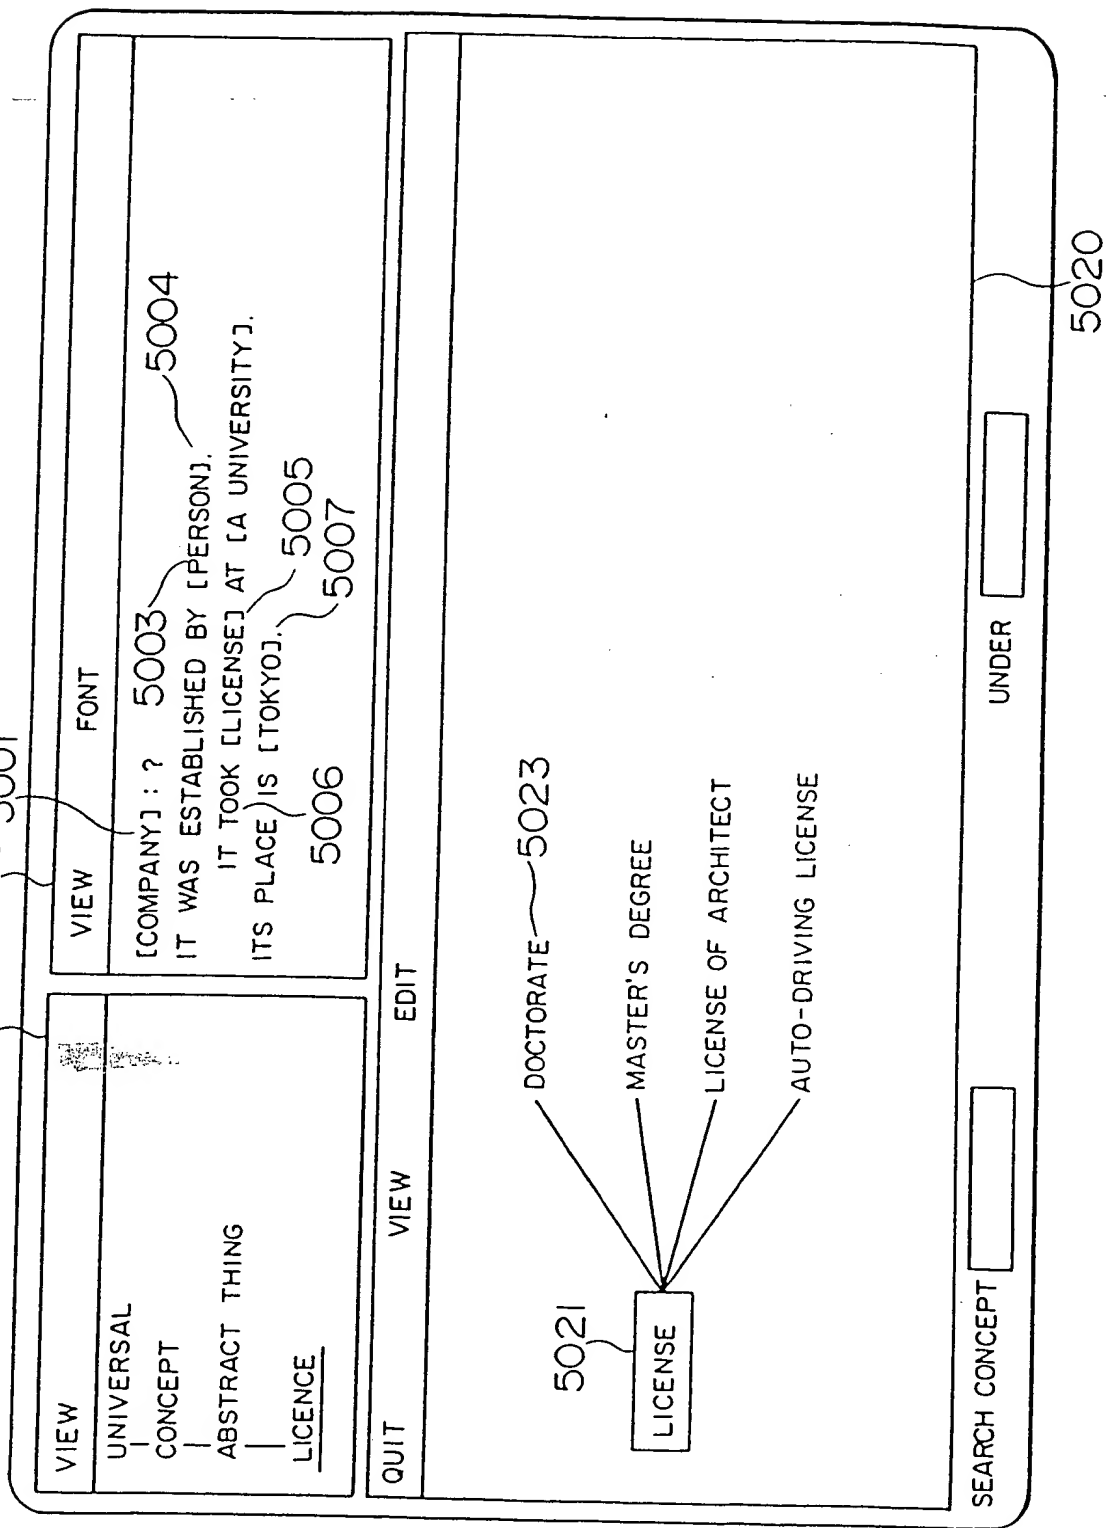 5001
VIEW
UNIVERSAL
CONCEPT
ABSTRACT THING
LICENCE
VIEW FONT
[COMPANY] : ? 5003 5004
IT WAS ESTABLISHED BY [PERSON].
IT TOOK [LICENSE] AT [A UNIVERSITY].
5005
ITS PLACE IS [TOKYO].
5007
5006
QUIT VIEW EDIT
DOCTORATE 5023
5021
MASTER'S DEGREE
LICENSE
LICENSE OF ARCHITECT
AUTO-DRIVING LICENSE
SEARCH CONCEPT UNDER
5020